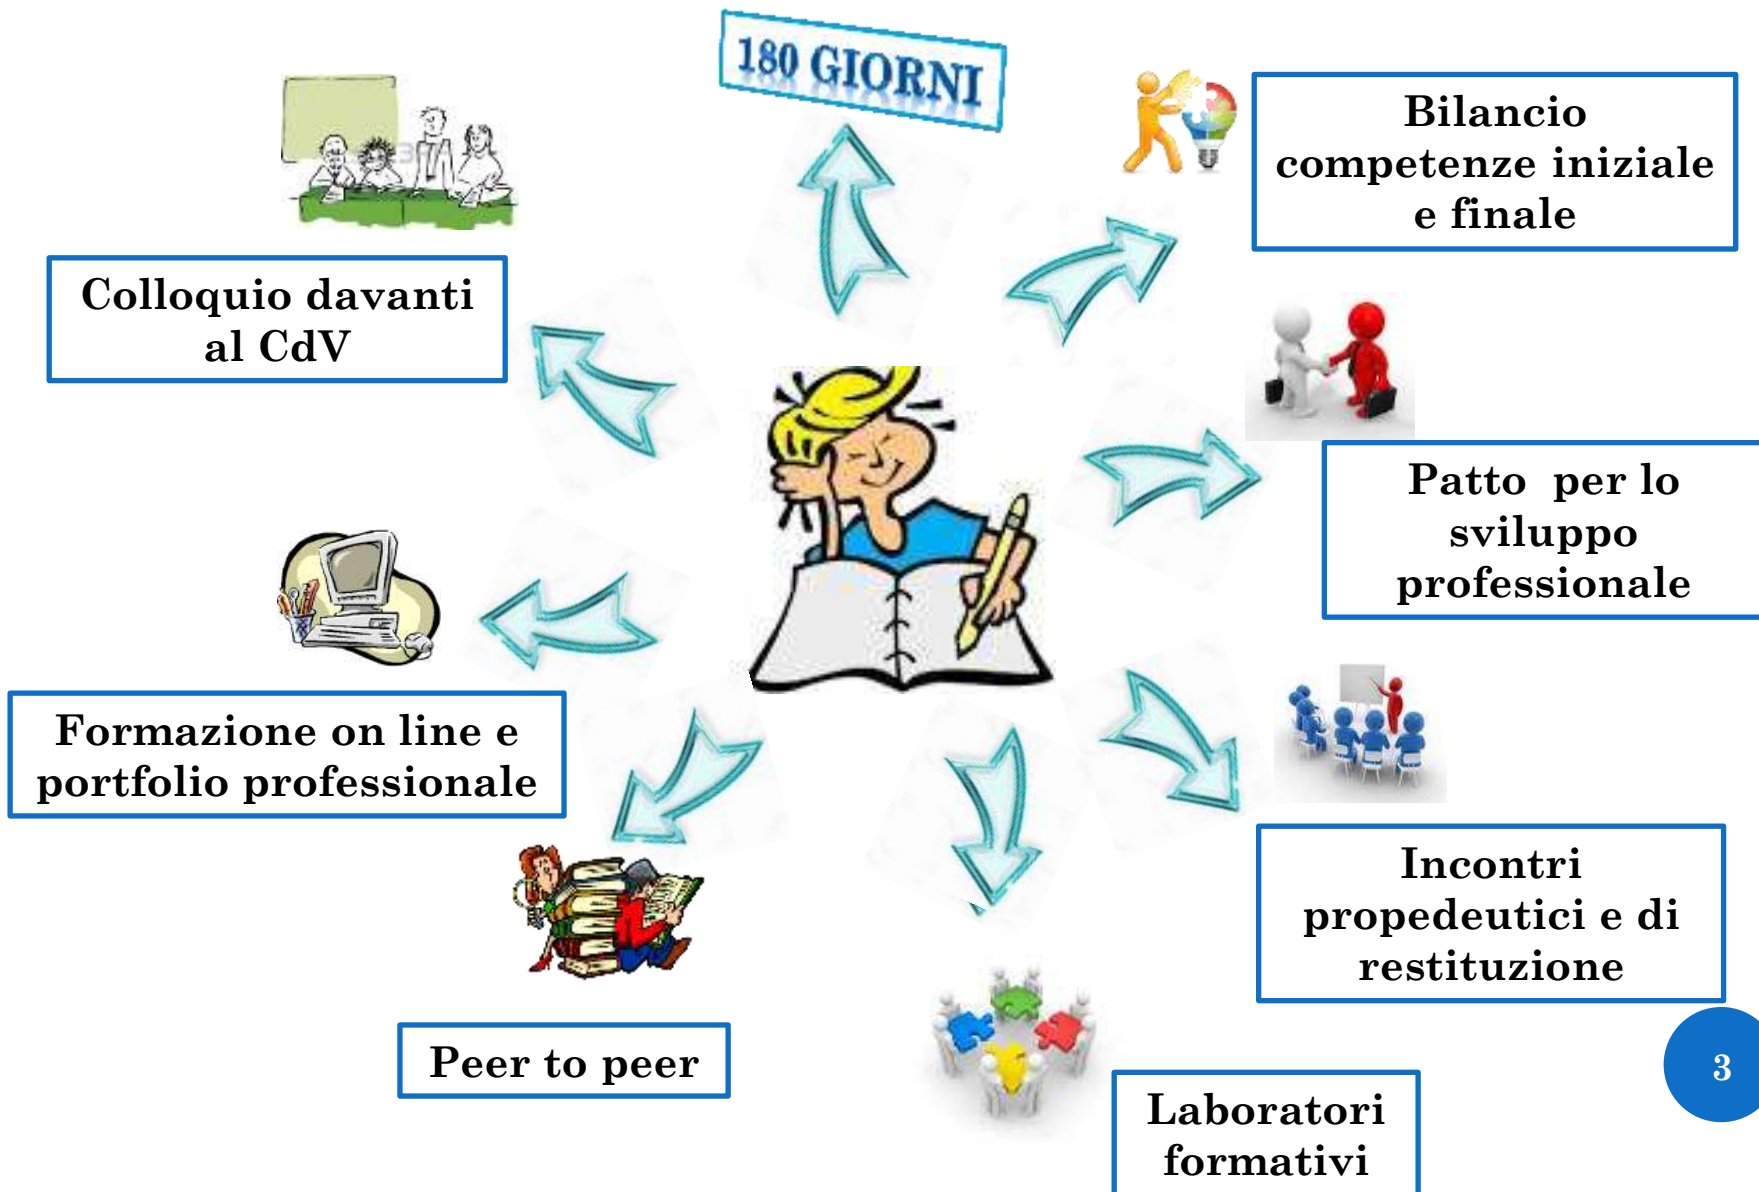 180 GIORNI
Bilancio
competenze iniziale
e finale
Colloquio davanti
al CdV
Patto per lo
sviluppo
professionale
Formazione on line e
portfolio professionale
Incontri
propedeutici e di
restituzione
Peer to peer
Laboratori
formativi
3